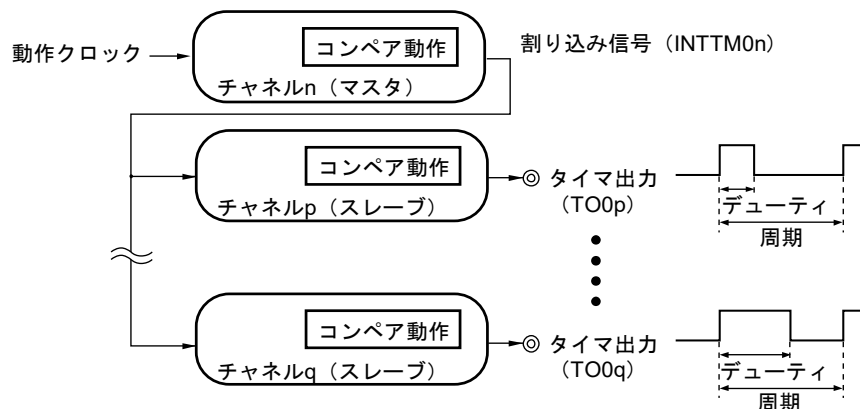 動作クロック
コンペア動作
チャネルn（マスタ）
割り込み信号（INTTM0n）
コンペア動作
チャネルp（スレーブ）
タイマ出力
（TO0p）
デューティ
周期
コンペア動作
チャネルq（スレーブ）
タイマ出力
（TO0q）
デューティ
周期